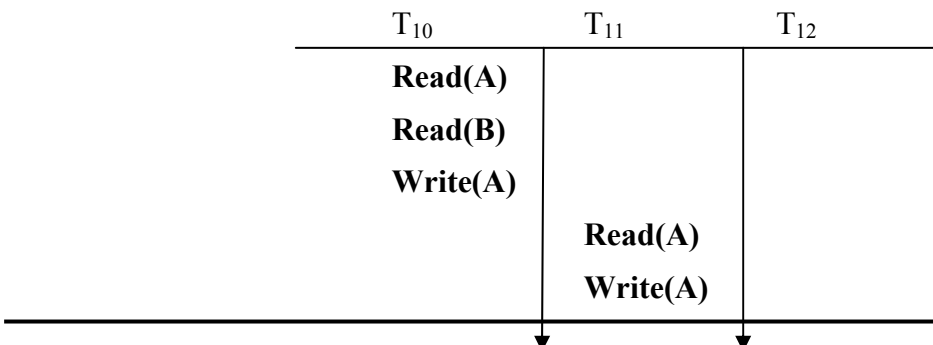 T₁₀ T₁₁ T₁₂
Read(A)
Read(B)
Write(A)
Read(A)
Write(A)